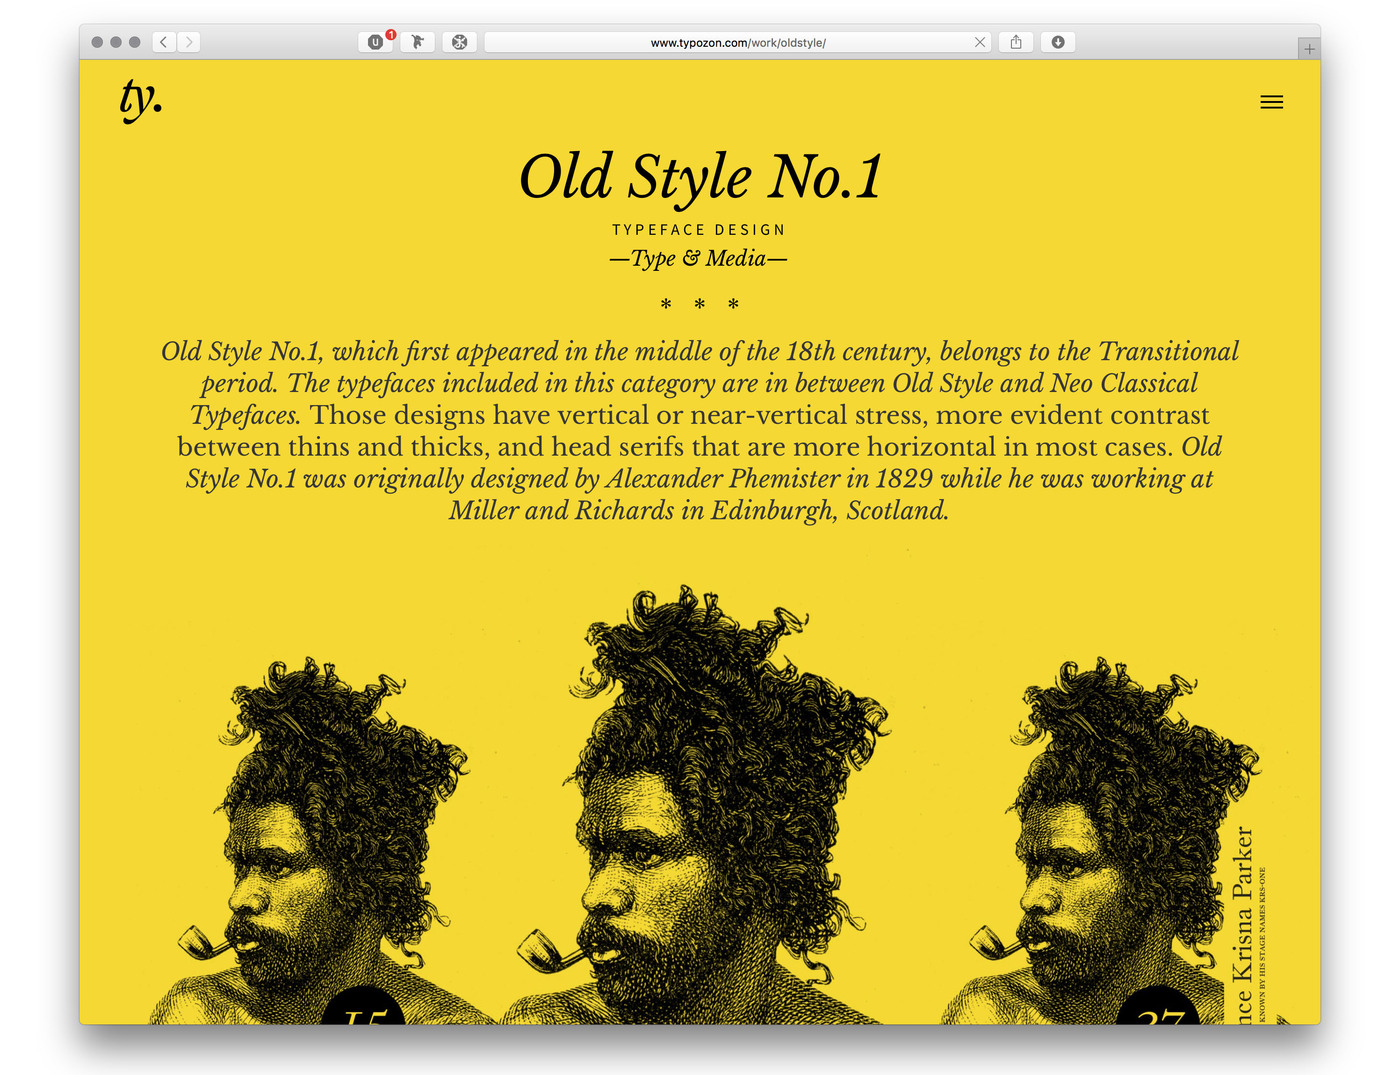 U
1
www.typozon.com/work/oldstyle/
ty.
Old Style No.1
TYPEFACE DESIGN
—Type & Media—
* * *
Old Style No.1, which first appeared in the middle of the 18th century, belongs to the Transitional
period. The typefaces included in this category are in between Old Style and Neo Classical
Typefaces. Those designs have vertical or near-vertical stress, more evident contrast
between thins and thicks, and head serifs that are more horizontal in most cases. Old
Style No.1 was originally designed by Alexander Phemister in 1829 while he was working at
Miller and Richards in Edinburgh, Scotland.
15
27
nce Krisna Parker
KNOWN BY HIS STAGE NAMES KRS-ONE